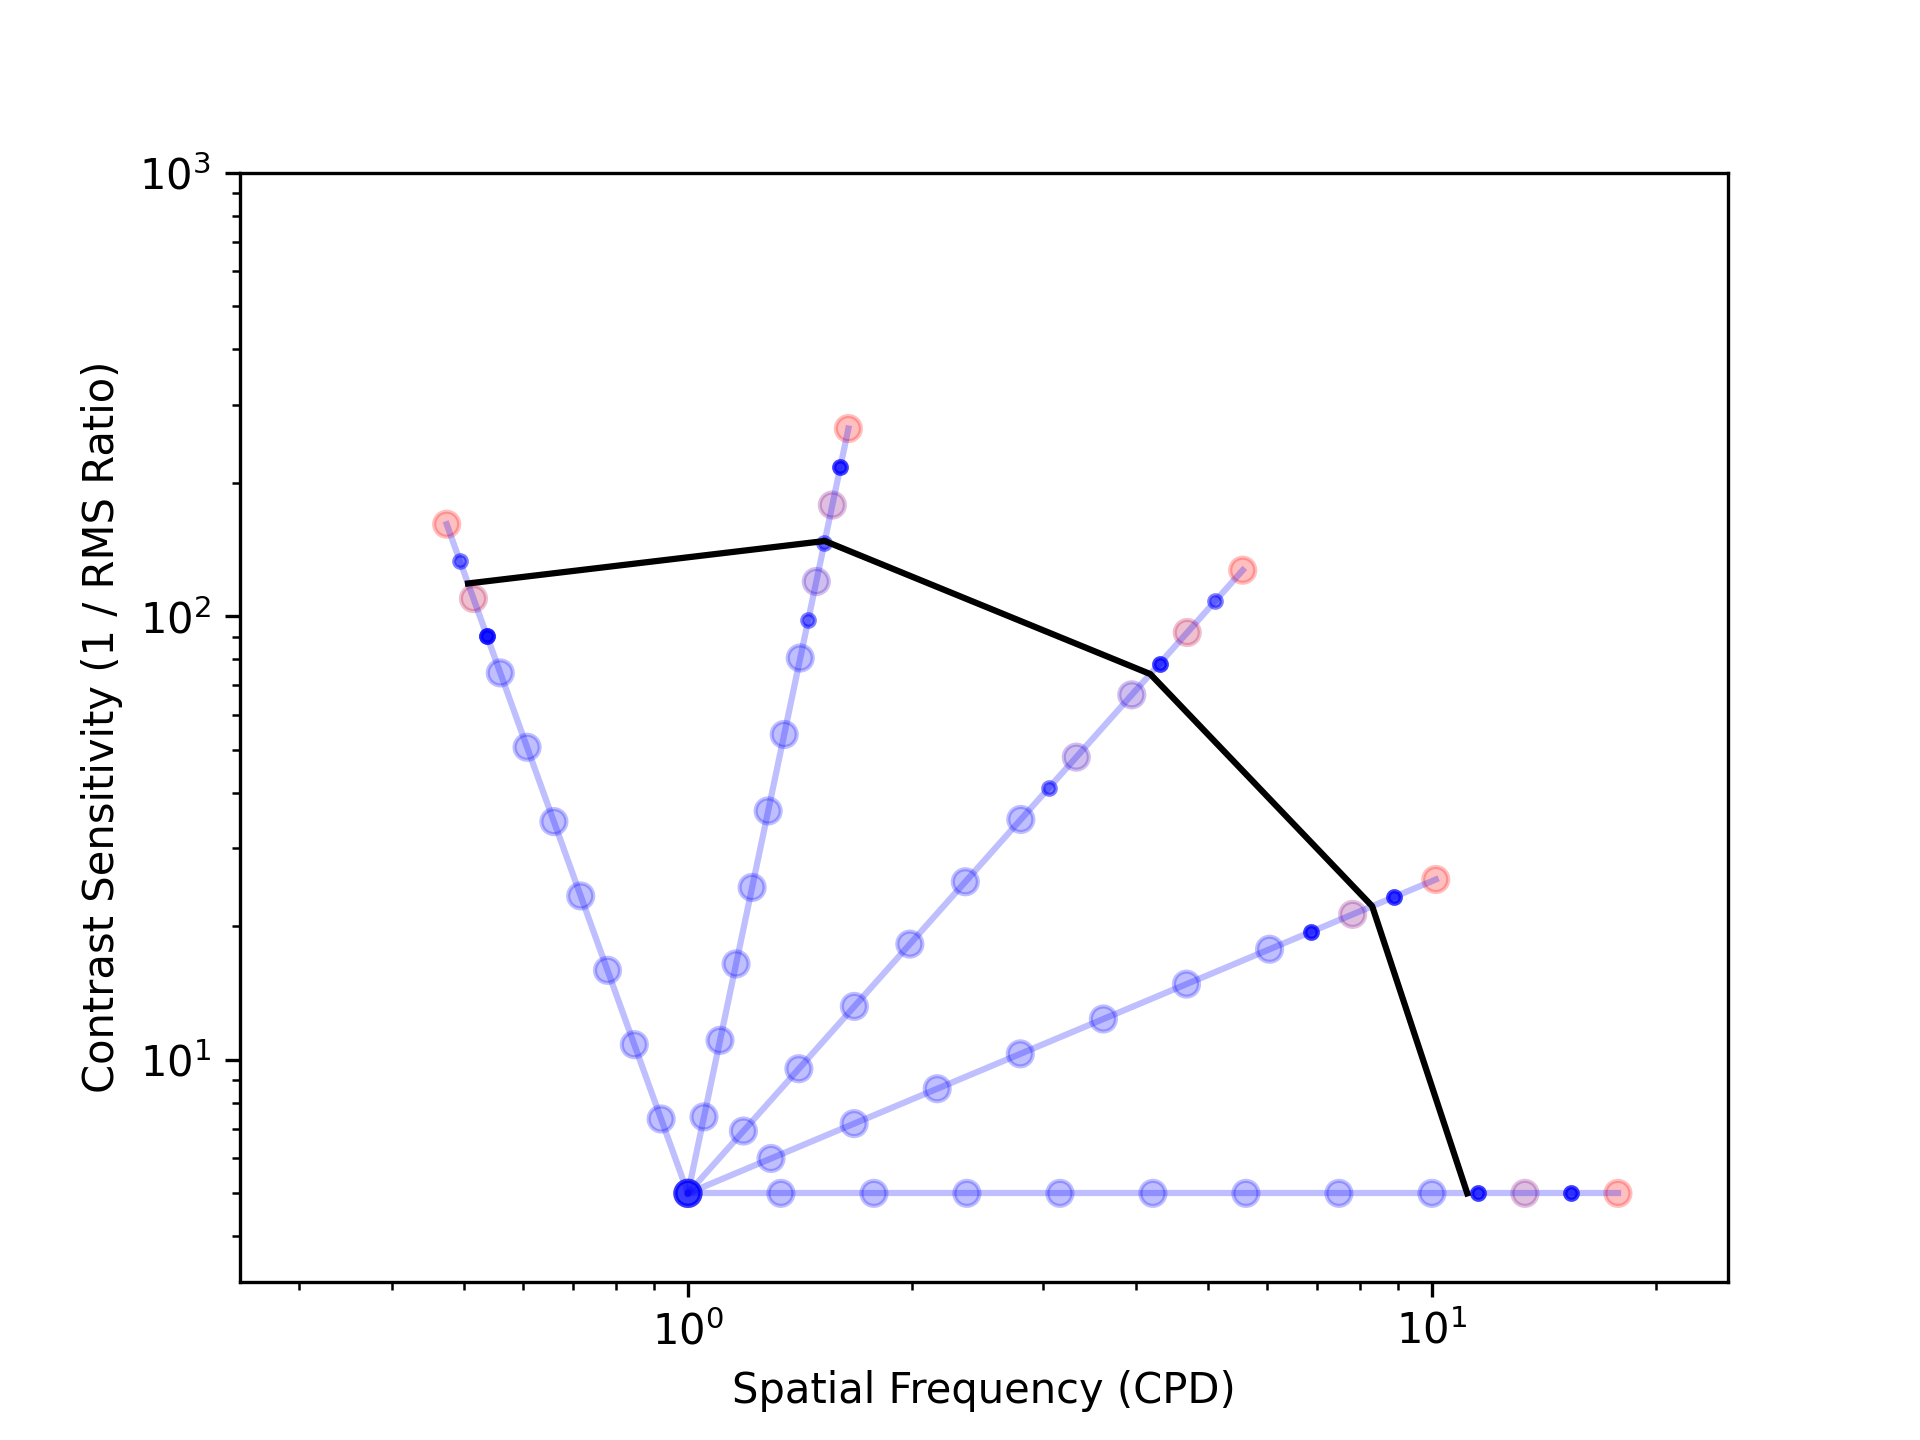 10³
10²
10¹
Contrast Sensitivity (1 / RMS Ratio)
10⁰
10¹
Spatial Frequency (CPD)